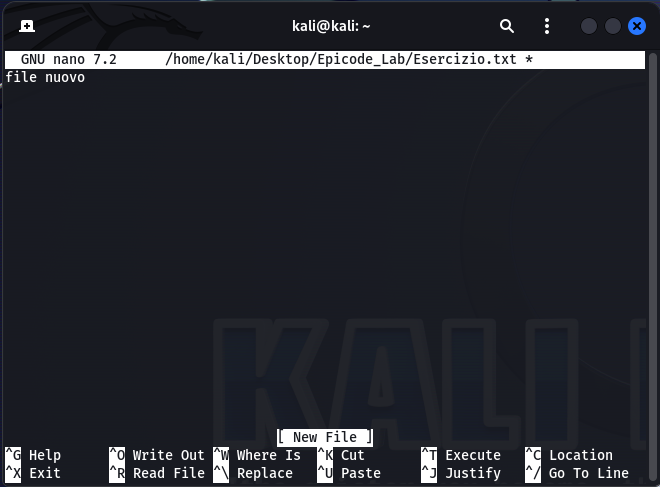 kali@kali: ~
GNU nano 7.2 /home/kali/Desktop/Epicode_Lab/Esercizio.txt *
file nuovo
KALI
[ New File ]
^G Help ^O Write Out ^W Where Is ^K Cut ^T Execute ^C Location
^X Exit ^R Read File ^\ Replace ^U Paste ^J Justify ^/ Go To Line